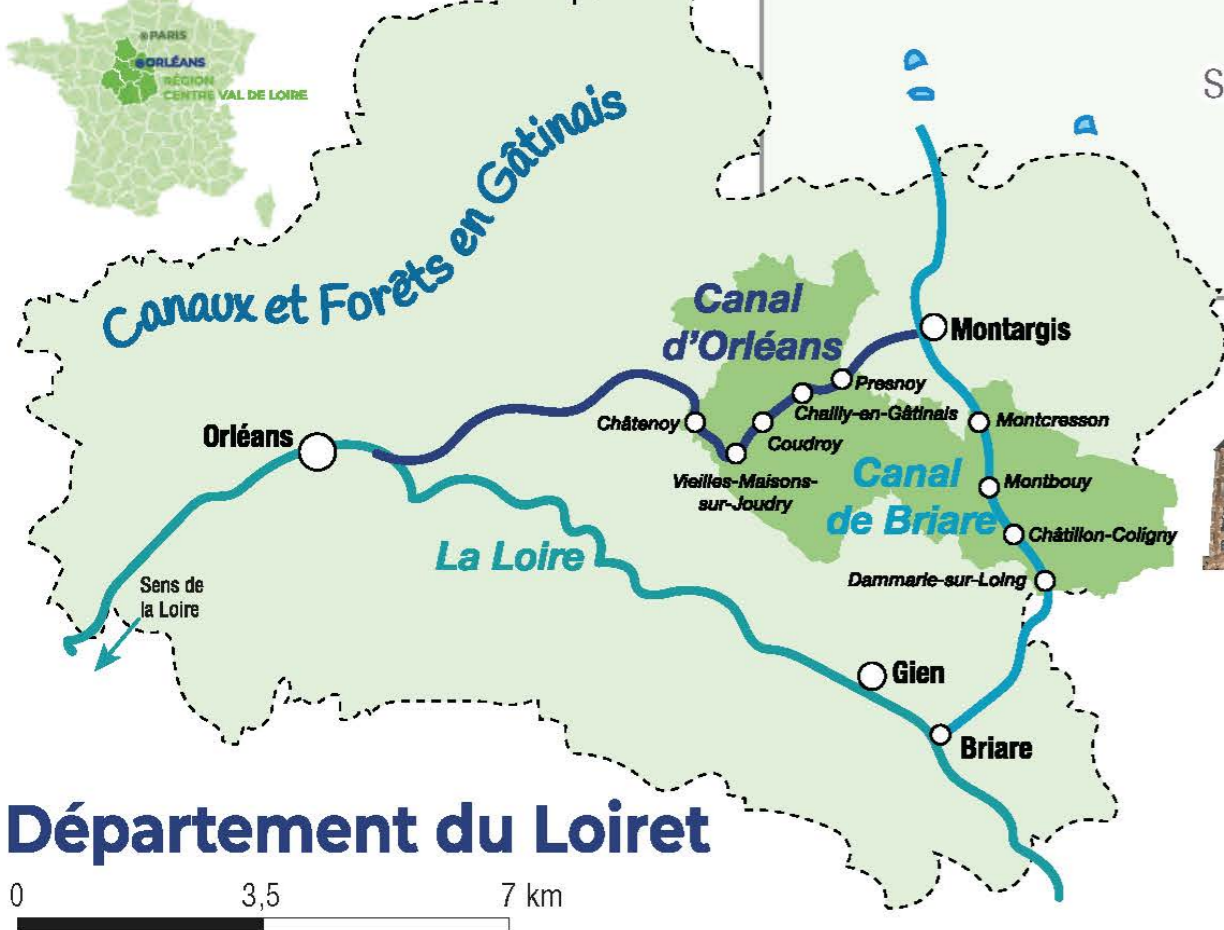 PARIS
ORLÉANS
RÉGION
CENTRE VAL DE LOIRE
S
Canaux et Forêts en Gâtinais
Canal
d'Orléans
Montargis
Presnoy
Chailly-en-Gâtinais
Châtenoy
Coudroy
Montcresson
Orléans
Vieilles-Maisons-
sur-Joudry
Canal
de Briare
Montbouy
Châtillon-Coligny
La Loire
Dammarie-sur-Loing
Sens de
la Loire
Gien
Briare
Département du Loiret
0 3,5 7 km